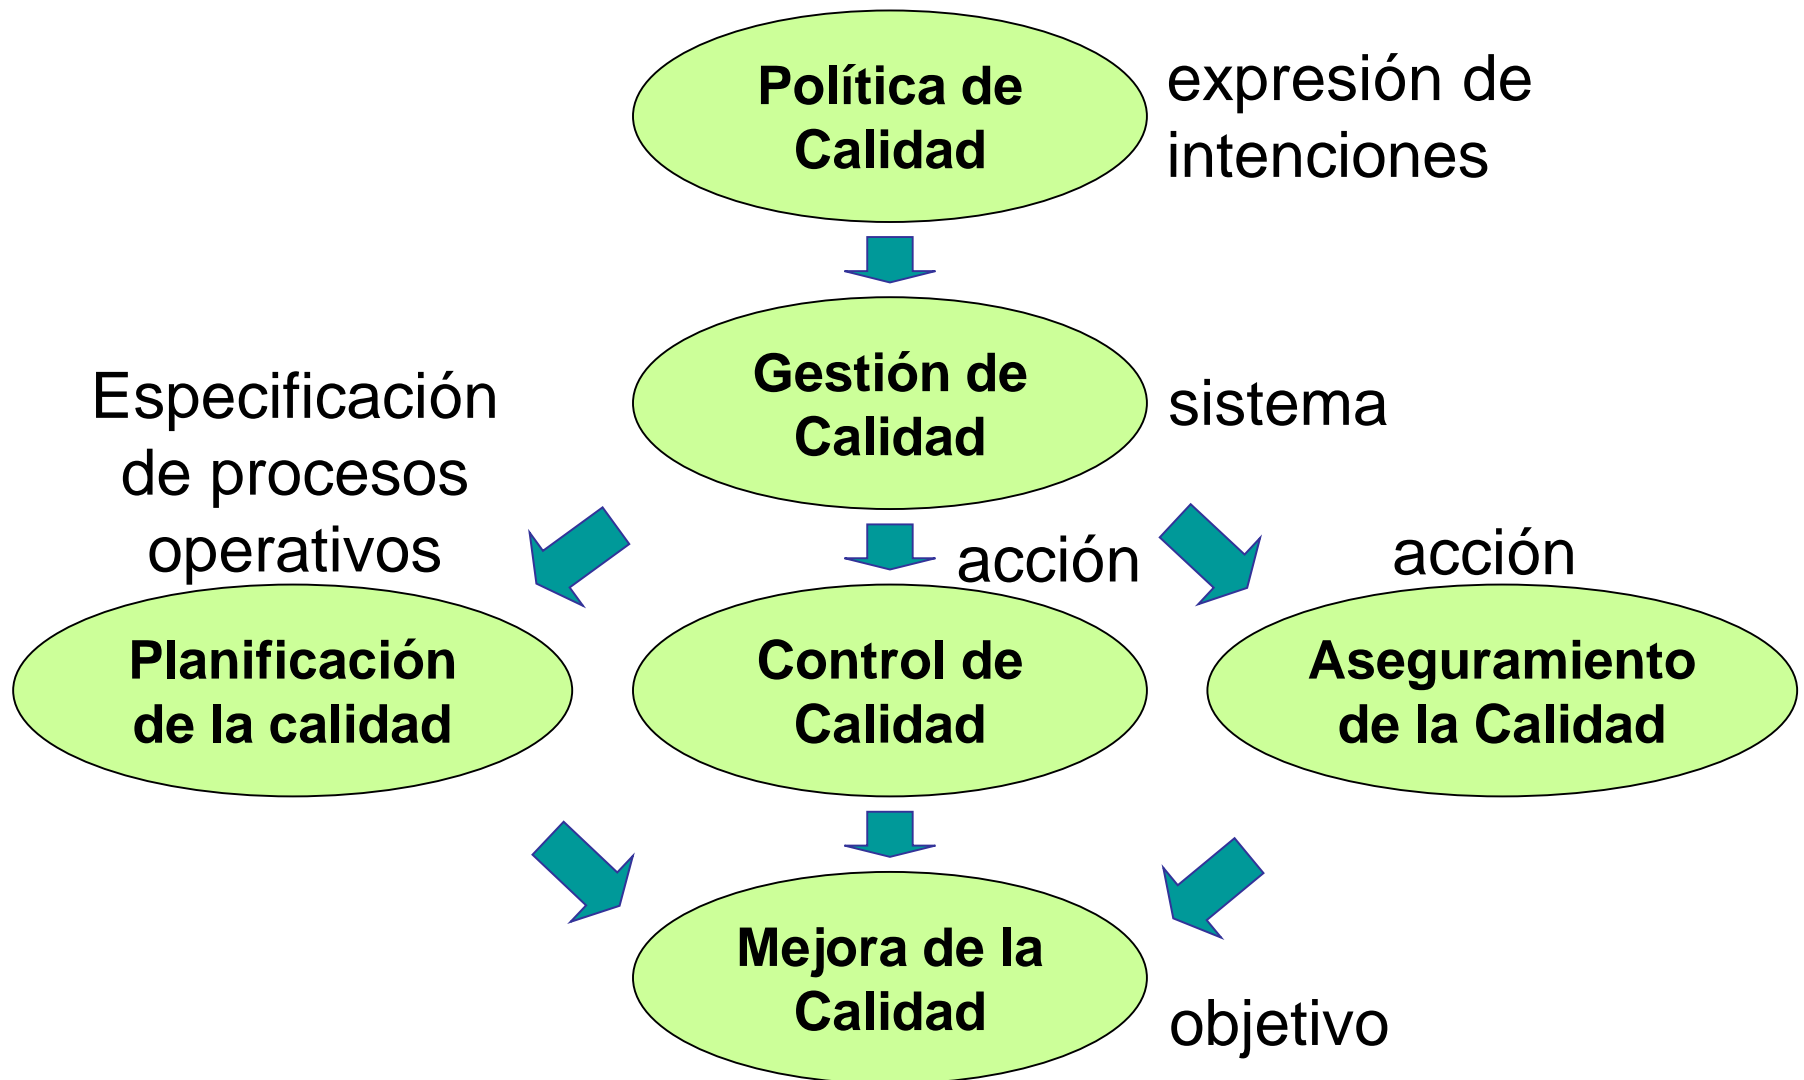 Política de
Calidad
expresión de
intenciones
Gestión de
Calidad
sistema
Especificación
de procesos
operativos
acción
acción
Planificación
de la calidad
Control de
Calidad
Aseguramiento
de la Calidad
Mejora de la
Calidad
objetivo